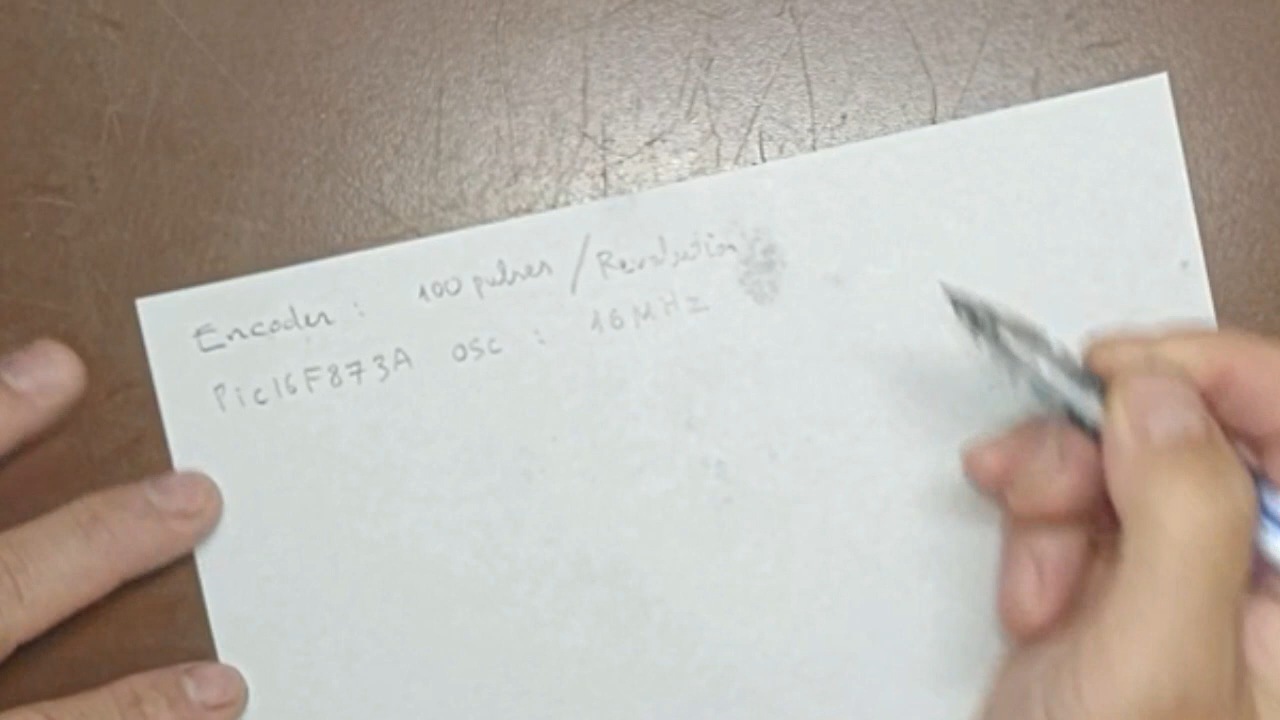 Encoder : 100 pulses / Revolution
Pic16F873A osc : 16MHz